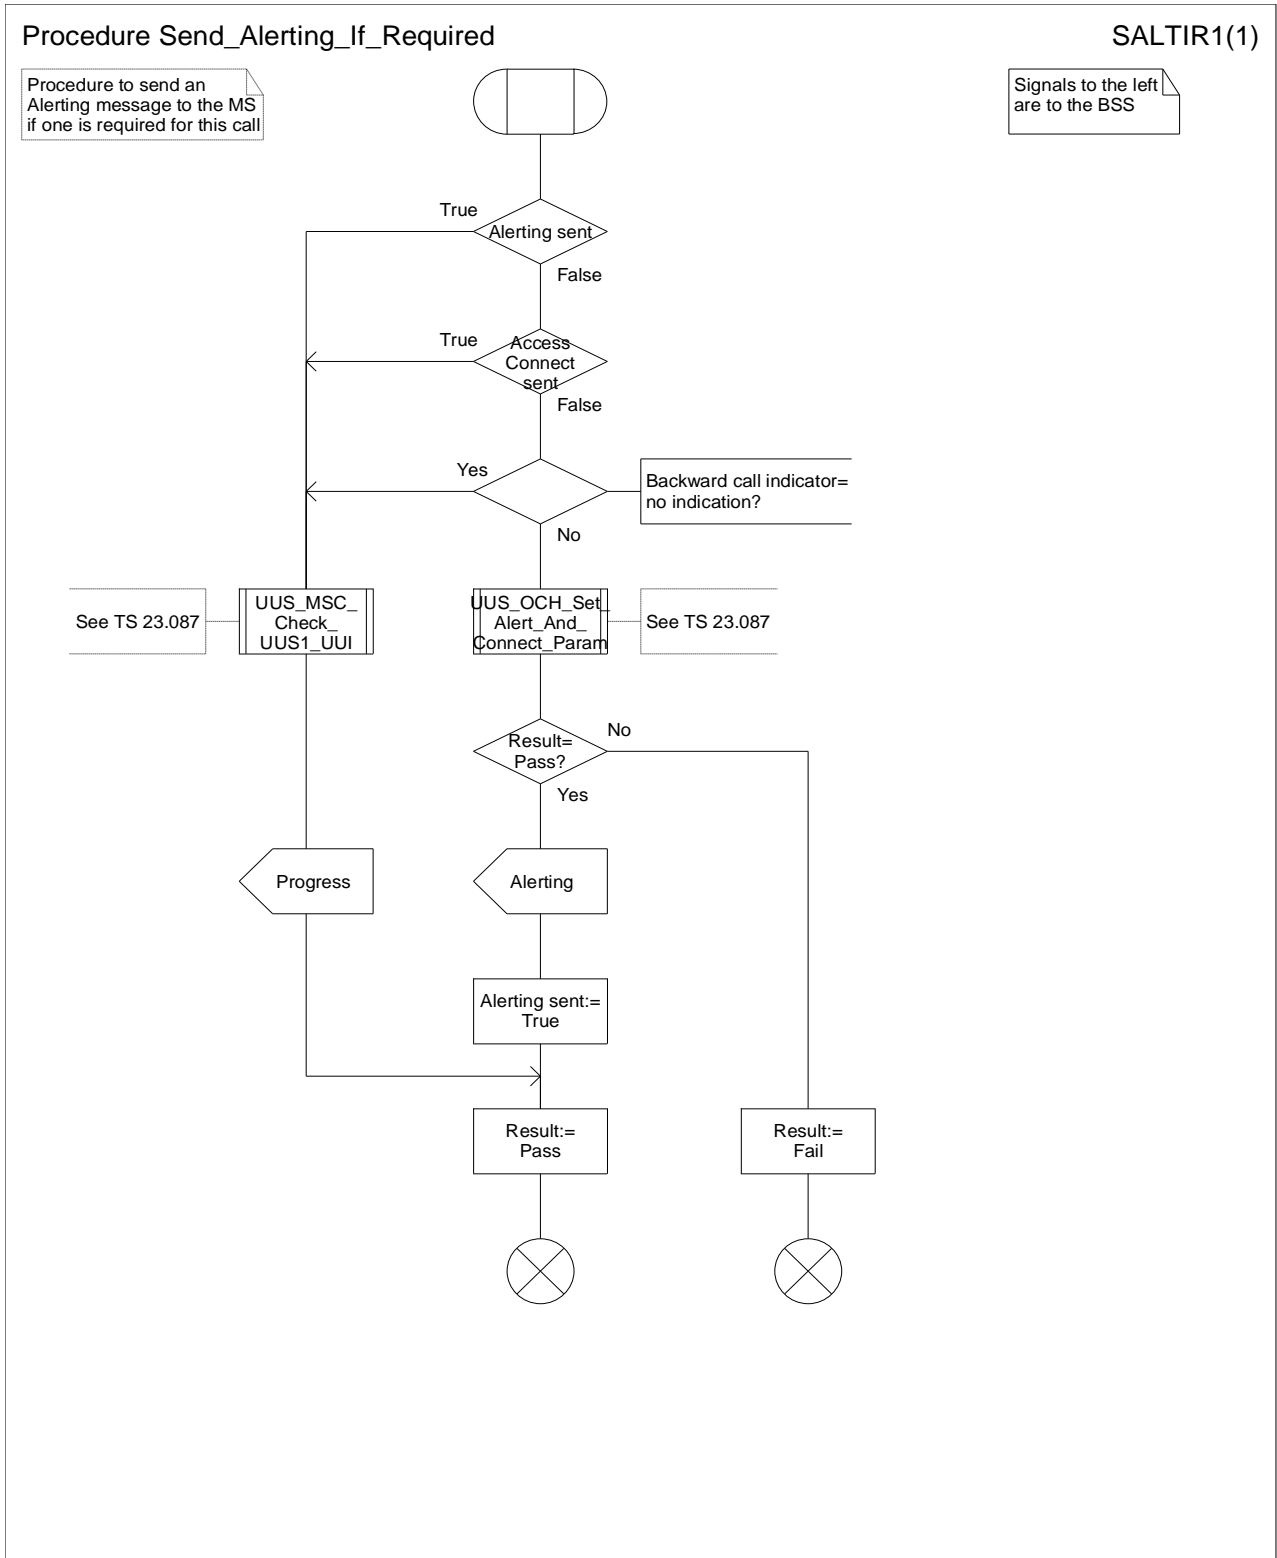 Procedure Send_Alerting_If_Required
SALTIR1(1)
Procedure to send an
Alerting message to the MS
if one is required for this call
Signals to the left
are to the BSS
True
Alerting sent
False
True
Access
Connect
sent
False
Yes
Backward call indicator=
no indication?
No
See TS 23.087
UUS_MSC_
Check_
UUS1_UUI
UUS_OCH_Set_
Alert_And_
Connect_Param
See TS 23.087
No
Result=
Pass?
Yes
Progress
Alerting
Alerting sent:=
True
Result:=
Pass
Result:=
Fail